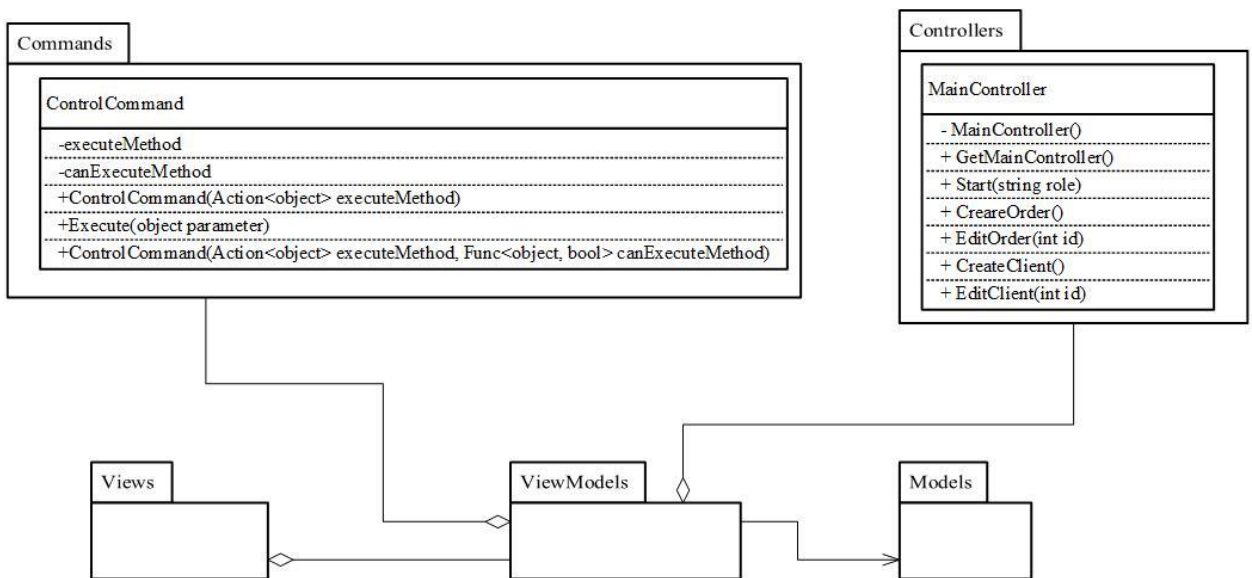 Commands
ControlCommand
-executeMethod
-canExecuteMethod
+ControlCommand(Action<object> executeMethod)
+Execute(object parameter)
+ControlCommand(Action<object> executeMethod, Func<object, bool> canExecuteMethod)
Controllers
MainController
- MainController()
+ GetMainController()
+ Start(string role)
+ CreareOrder()
+ EditOrder(int id)
+ CreateClient()
+ EditClient(int id)
Views
ViewModels
Models